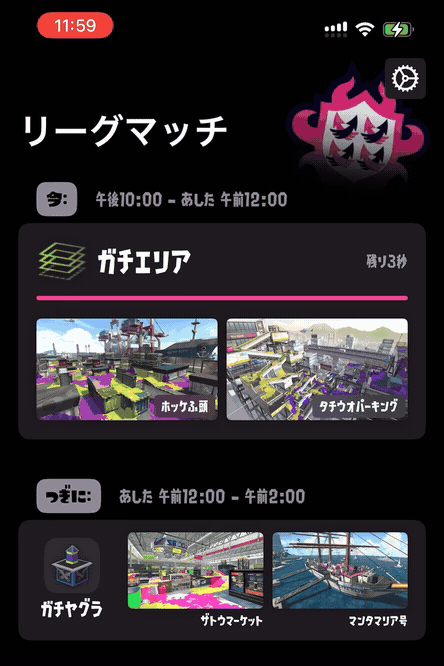 11:59
リーグマッチ
今: 午後10:00 - あした 午前12:00
ガチエリア 残り3秒
ホッケふ頭 タチウオパーキング
つぎに: あした 午前12:00 - 午前2:00
ガチヤグラ
ザトウマーケット マンタマリア号